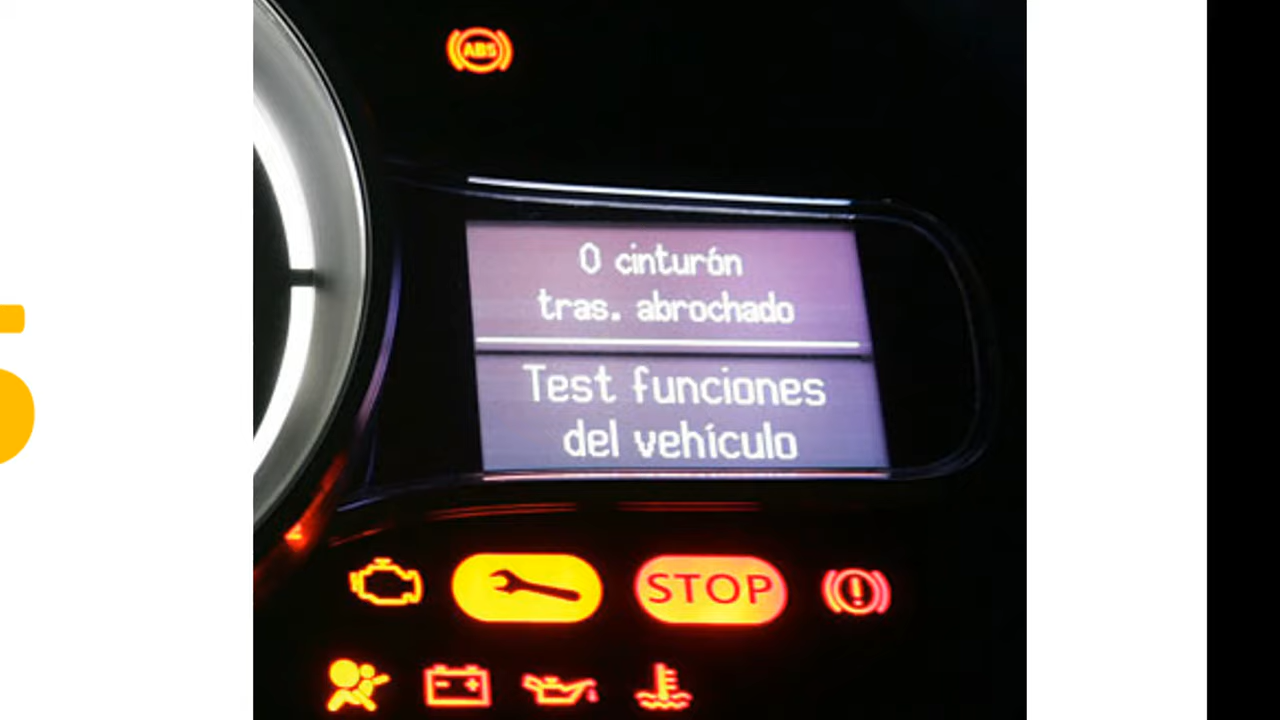 ABS
0 cinturón
tras. abrochado
Test funciones
del vehículo
STOP